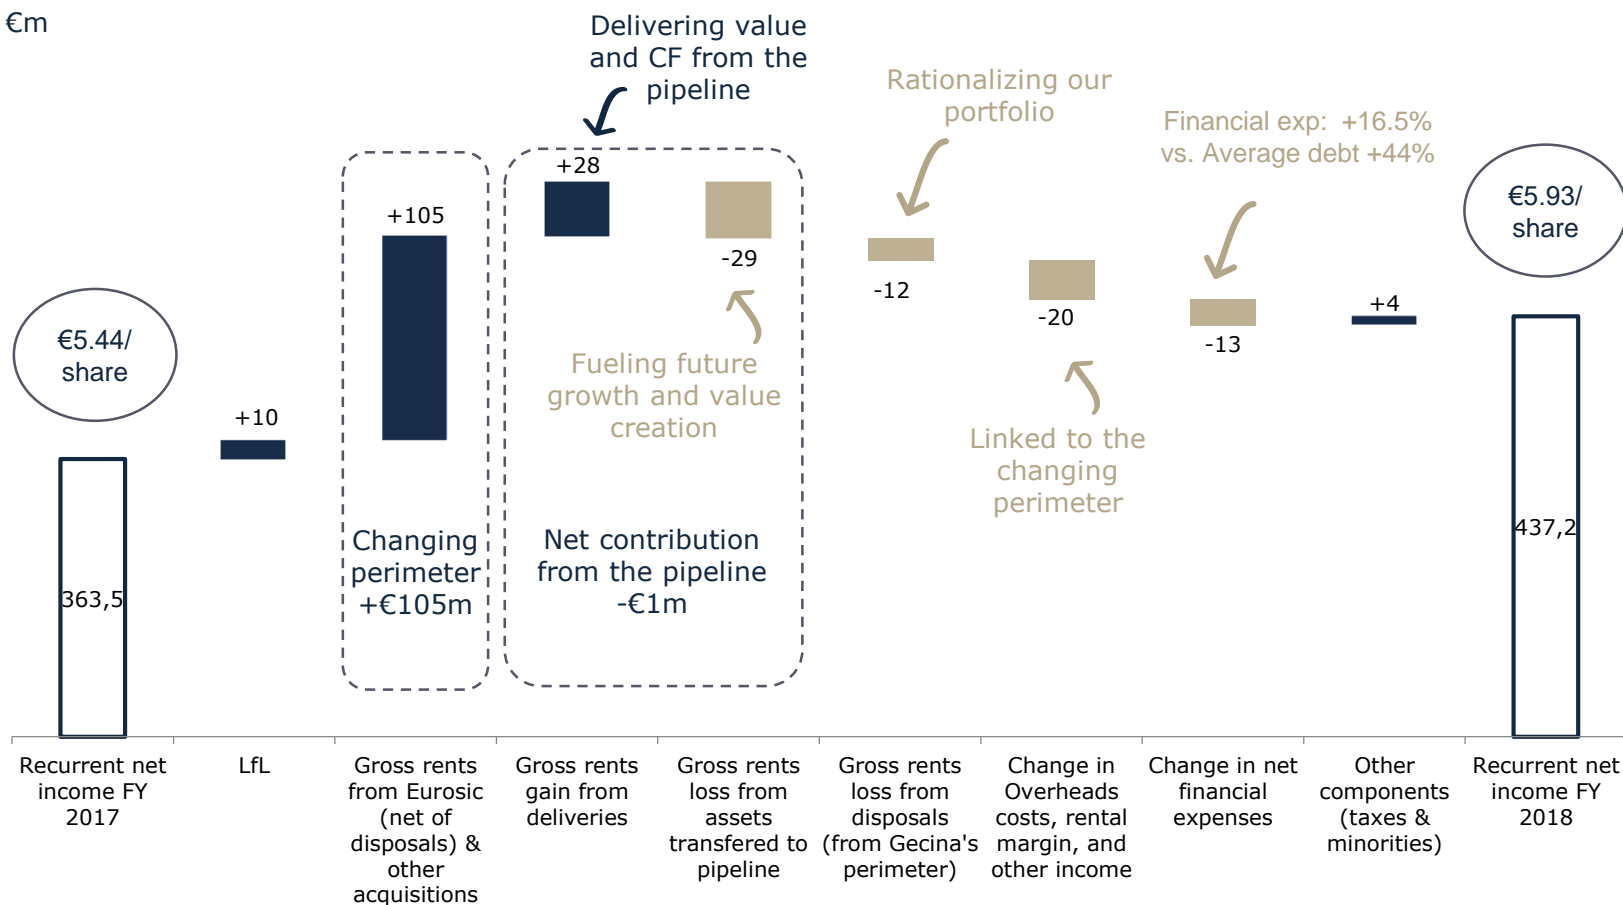 €m
Delivering value
and CF from the
pipeline
Rationalizing our
portfolio
Financial exp:  +16.5%
vs. Average debt +44%
€5.44/
share
+10
+105
+28
-29
-12
-20
-13
+4
€5.93/
share
Fueling future
growth and value
creation
Linked to the
changing
perimeter
Changing
perimeter
+€105m
Net contribution
from the pipeline
-€1m
363,5
437,2
Recurrent net
income FY
2017
LfL
Gross rents
from Eurosic
(net of
disposals) &
other
acquisitions
Gross rents
gain from
deliveries
Gross rents
loss from
assets
transfered to
pipeline
Gross rents
loss from
disposals
(from Gecina's
perimeter)
Change in
Overheads
costs, rental
margin, and
other income
Change in net
financial
expenses
Other
components
(taxes &
minorities)
Recurrent net
income FY
2018